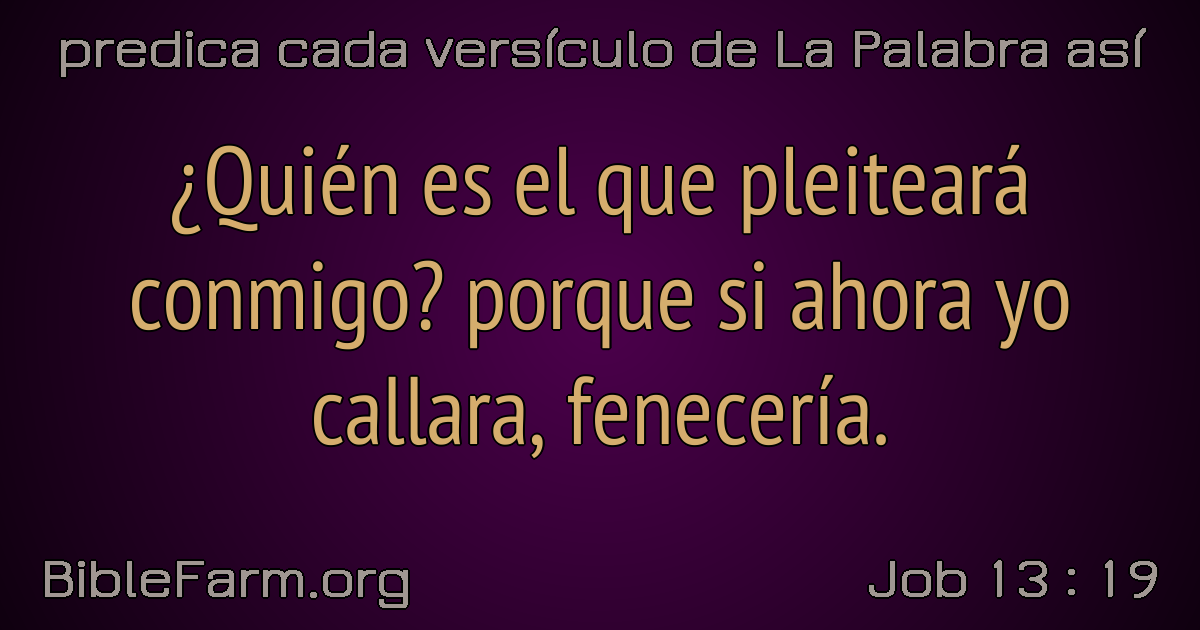 predica cada versículo de La Palabra así
¿Quién es el que pleiteará
conmigo? porque si ahora yo
callara, fenecería.
BibleFarm.org
Job 13 : 19